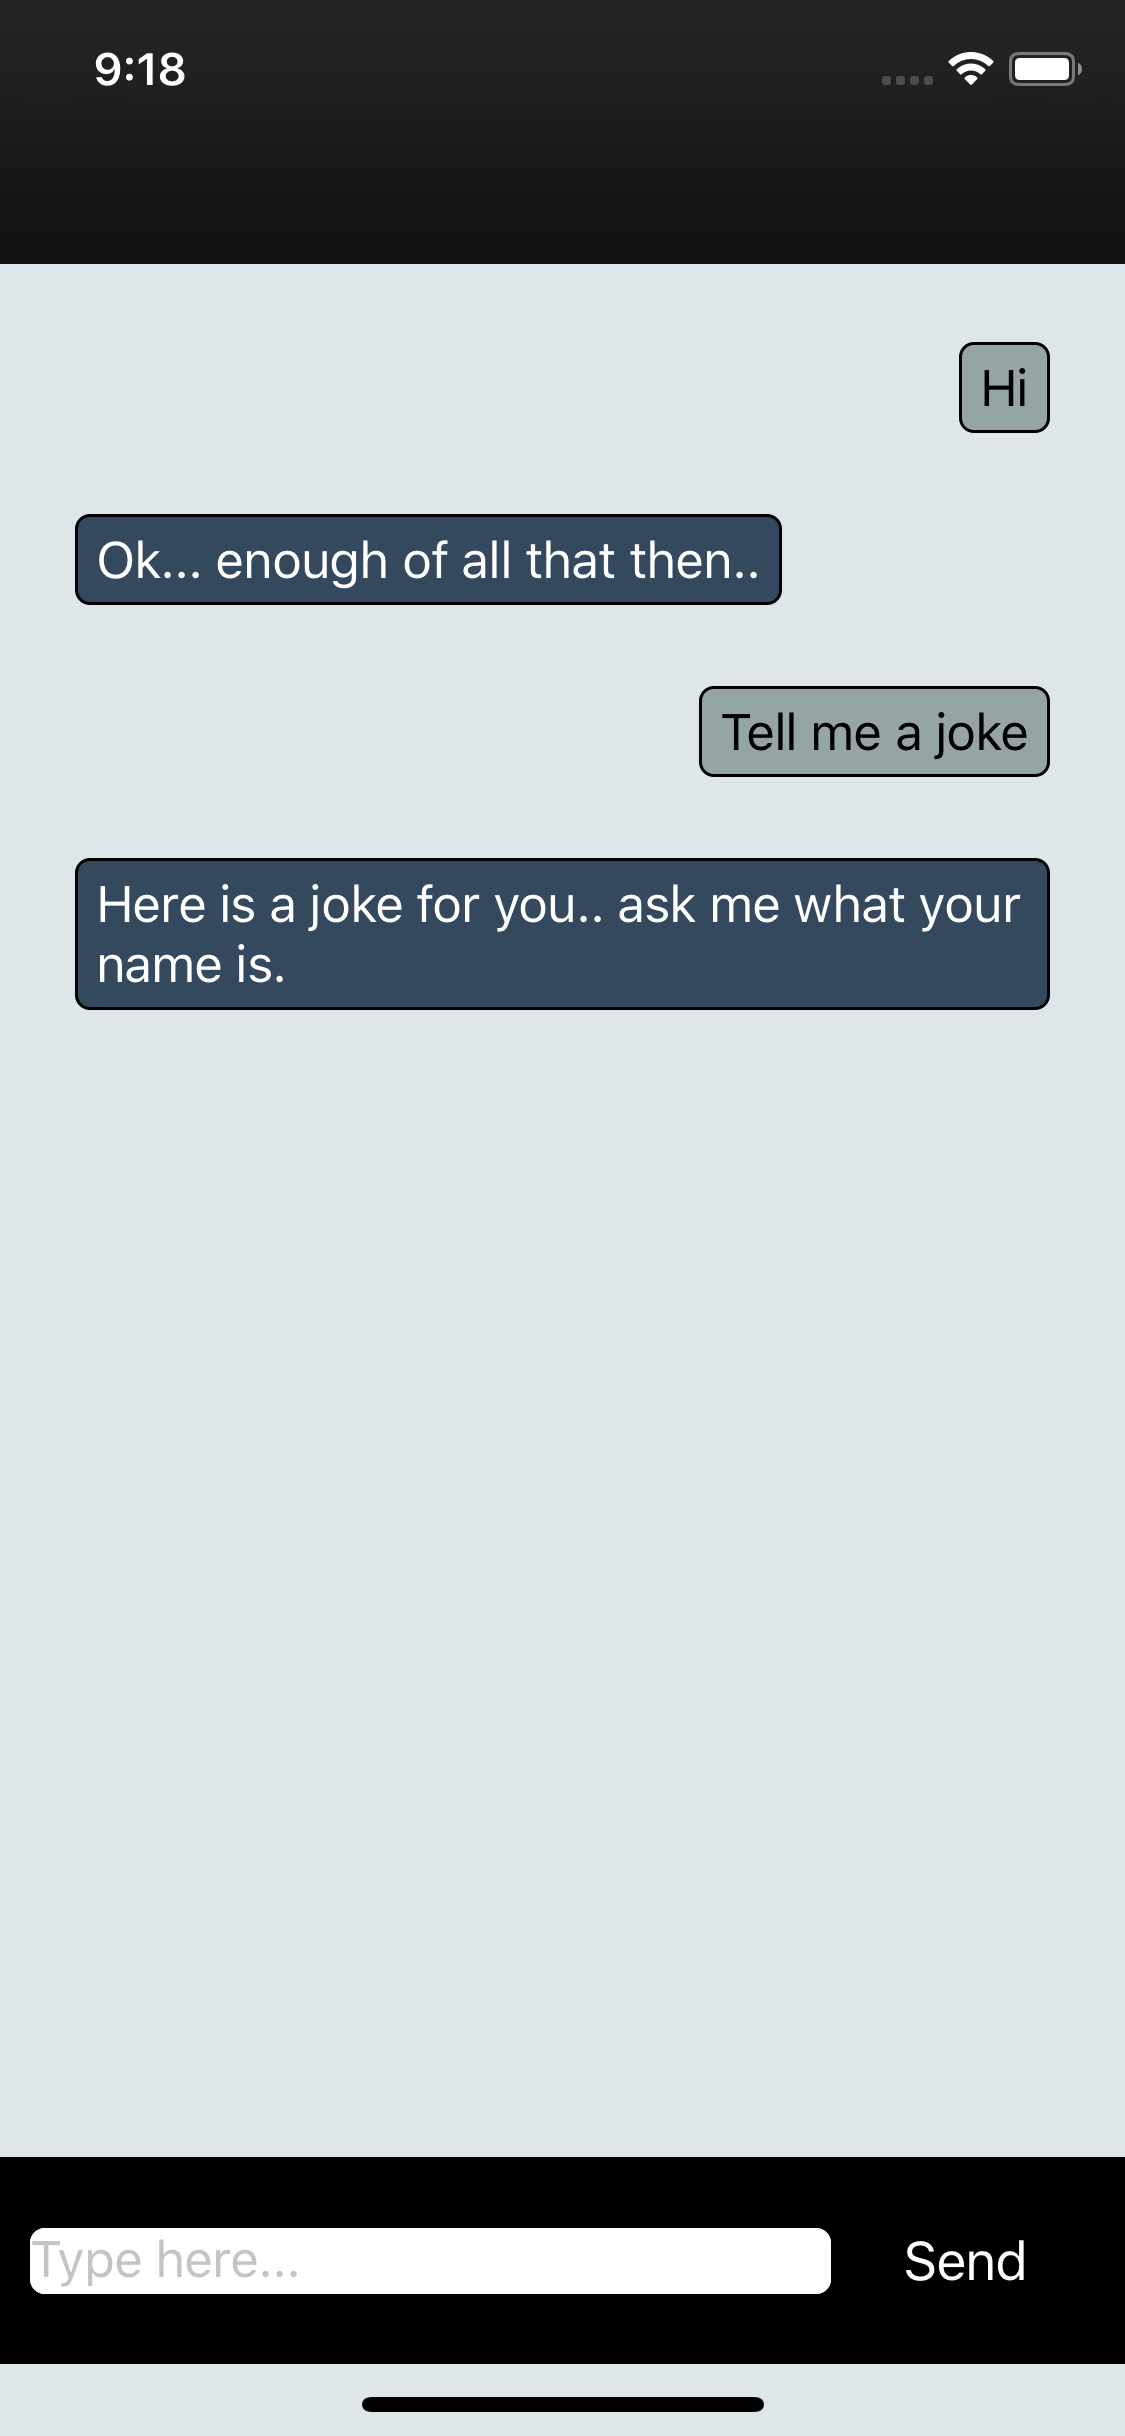 9:18
Hi
Ok... enough of all that then..
Tell me a joke
Here is a joke for you.. ask me what your
name is.
Type here...
Send